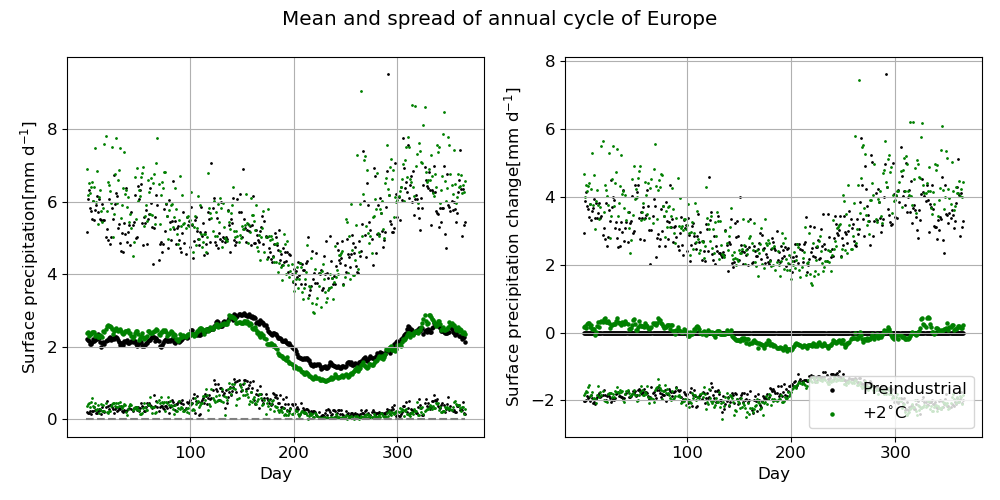 Mean and spread of annual cycle of Europe
Surface precipitation[mm d⁻¹]
8
6
4
2
0
100
200
300
Day
Surface precipitation change[mm d⁻¹]
8
6
4
2
0
−2
100
200
300
Day
Preindustrial
+2°C